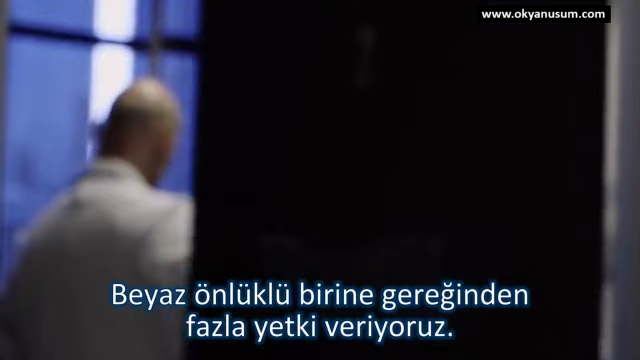 www.okyanusum.com
Beyaz önlüklü birine gereğinden
fazla yetki veriyoruz.